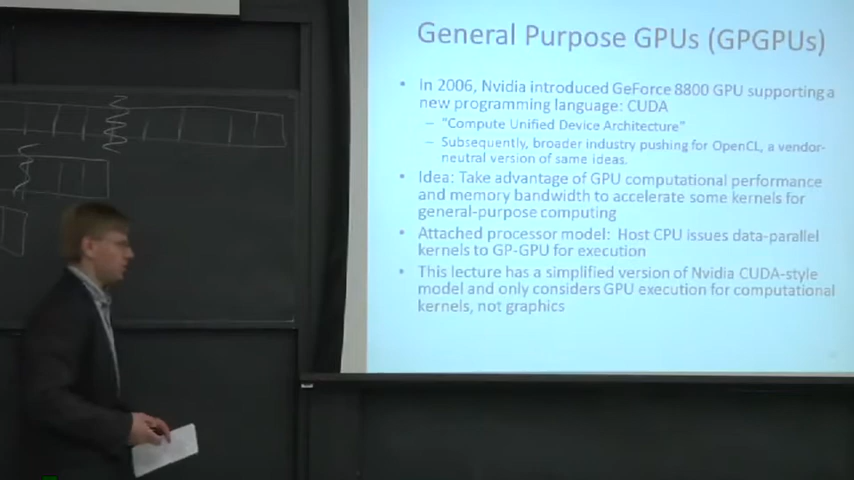 General Purpose GPUs (GPGPUs)
• In 2006, Nvidia introduced GeForce 8800 GPU supporting a
new programming language: CUDA
– "Compute Unified Device Architecture"
– Subsequently, broader industry pushing for OpenCL, a vendor-
neutral version of same ideas.
• Idea: Take advantage of GPU computational performance
and memory bandwidth to accelerate some kernels for
general-purpose computing
• Attached processor model: Host CPU issues data-parallel
kernels to GP-GPU for execution
• This lecture has a simplified version of Nvidia CUDA-style
model and only considers GPU execution for computational
kernels, not graphics